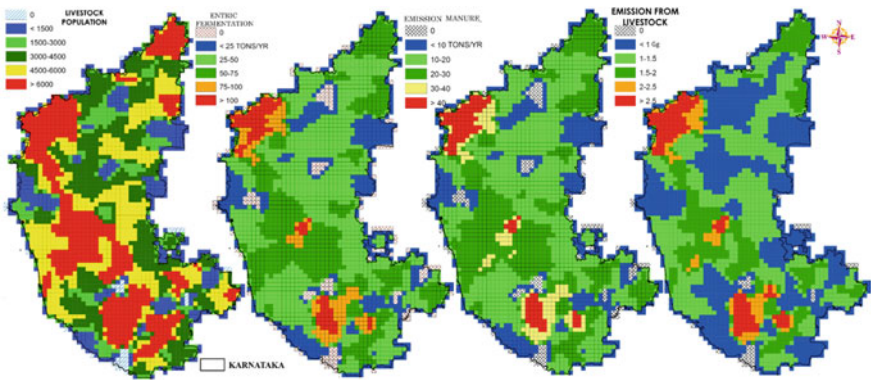 LIVESTOCK
POPULATION
0
< 1500
1500-3000
3000-4500
4500-6000
> 6000
ENTRIC
FERMENTATION
0
< 25 TONS/YR
25-50
50-75
75-100
> 100
EMISSION MANURE
0
< 10 TONS/YR
10-20
20-30
30-40
> 40
EMISSION FROM
LIVESTOCK
0
< 1 Gg
1-1.5
1.5-2
2-2.5
> 2.5
N
W E
S
KARNATAKA